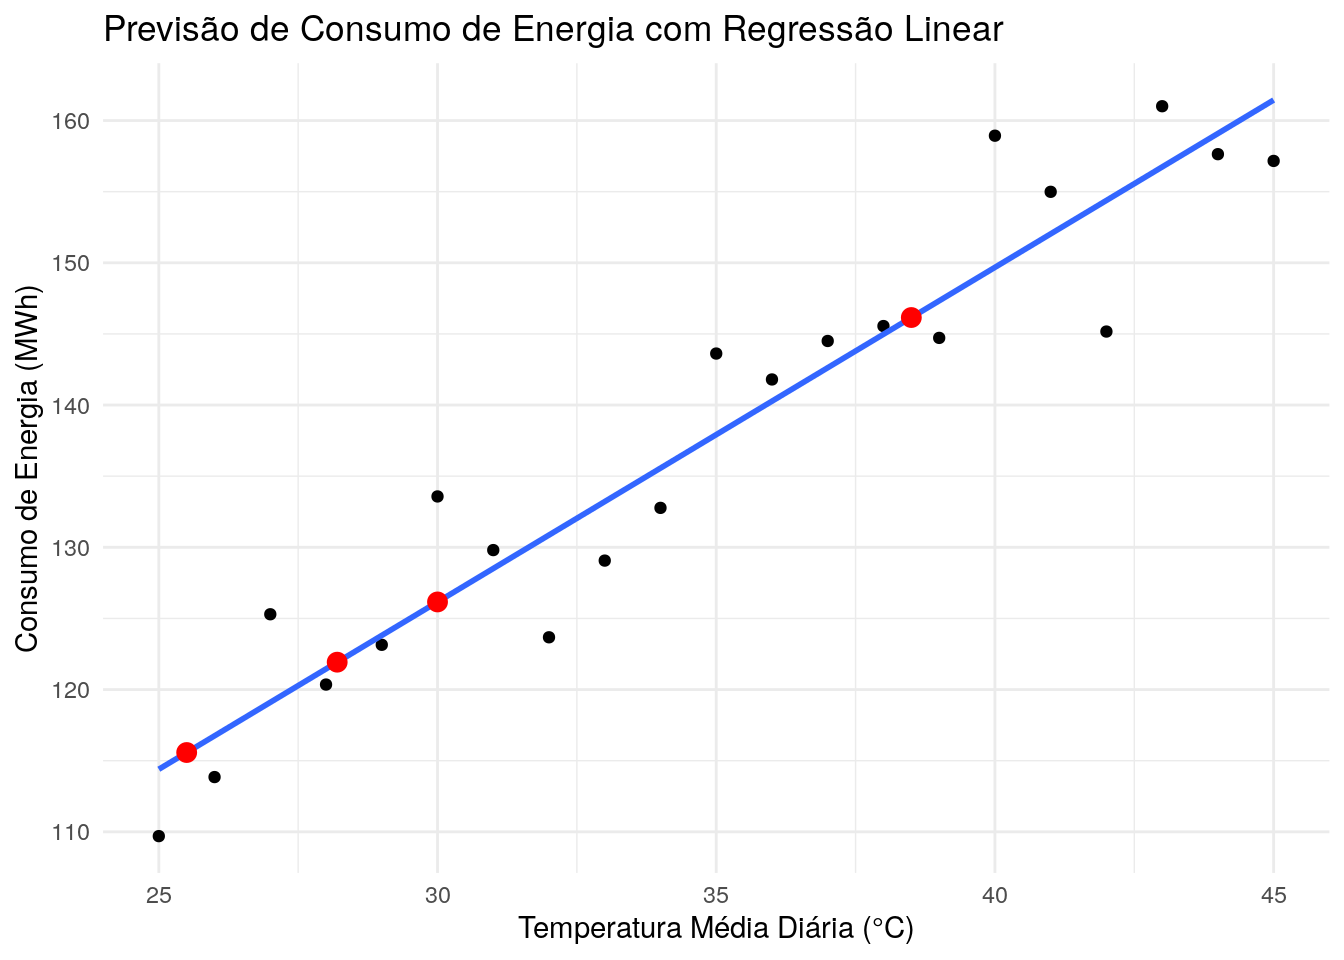 Previsão de Consumo de Energia com Regressão Linear
Consumo de Energia (MWh)
160
150
140
130
120
110
25 30 35 40 45
Temperatura Média Diária (°C)